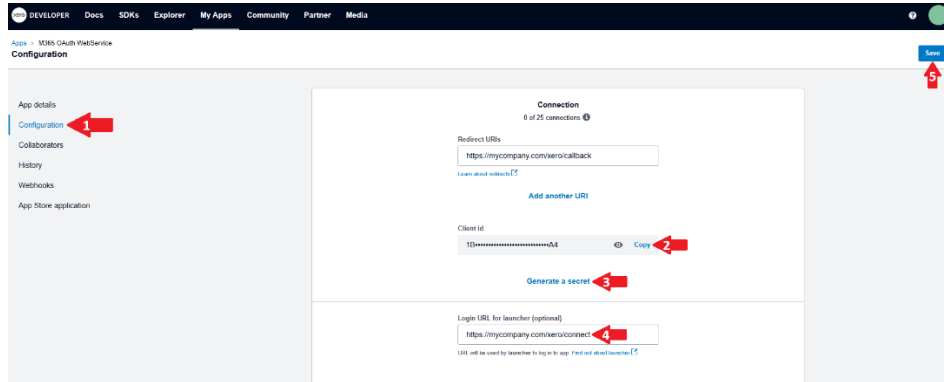 xero DEVELOPER Docs SDKs Explorer My Apps Community Partner Media
Apps > M365 OAuth WebService
Configuration
Save
5
App details
Configuration 1
Collaborators
History
Webhooks
App Store application
Connection
0 of 25 connections
Redirect URIs
https://mycompany.com/xero/callback
Learn about redirects
Add another URI
Client id
1B••••••••••••••••••••••••••••A4 Copy 2
Generate a secret 3
Login URL for launcher (optional)
https://mycompany.com/xero/connect 4
URL will be used by launcher to log in to app. Find out about launcher